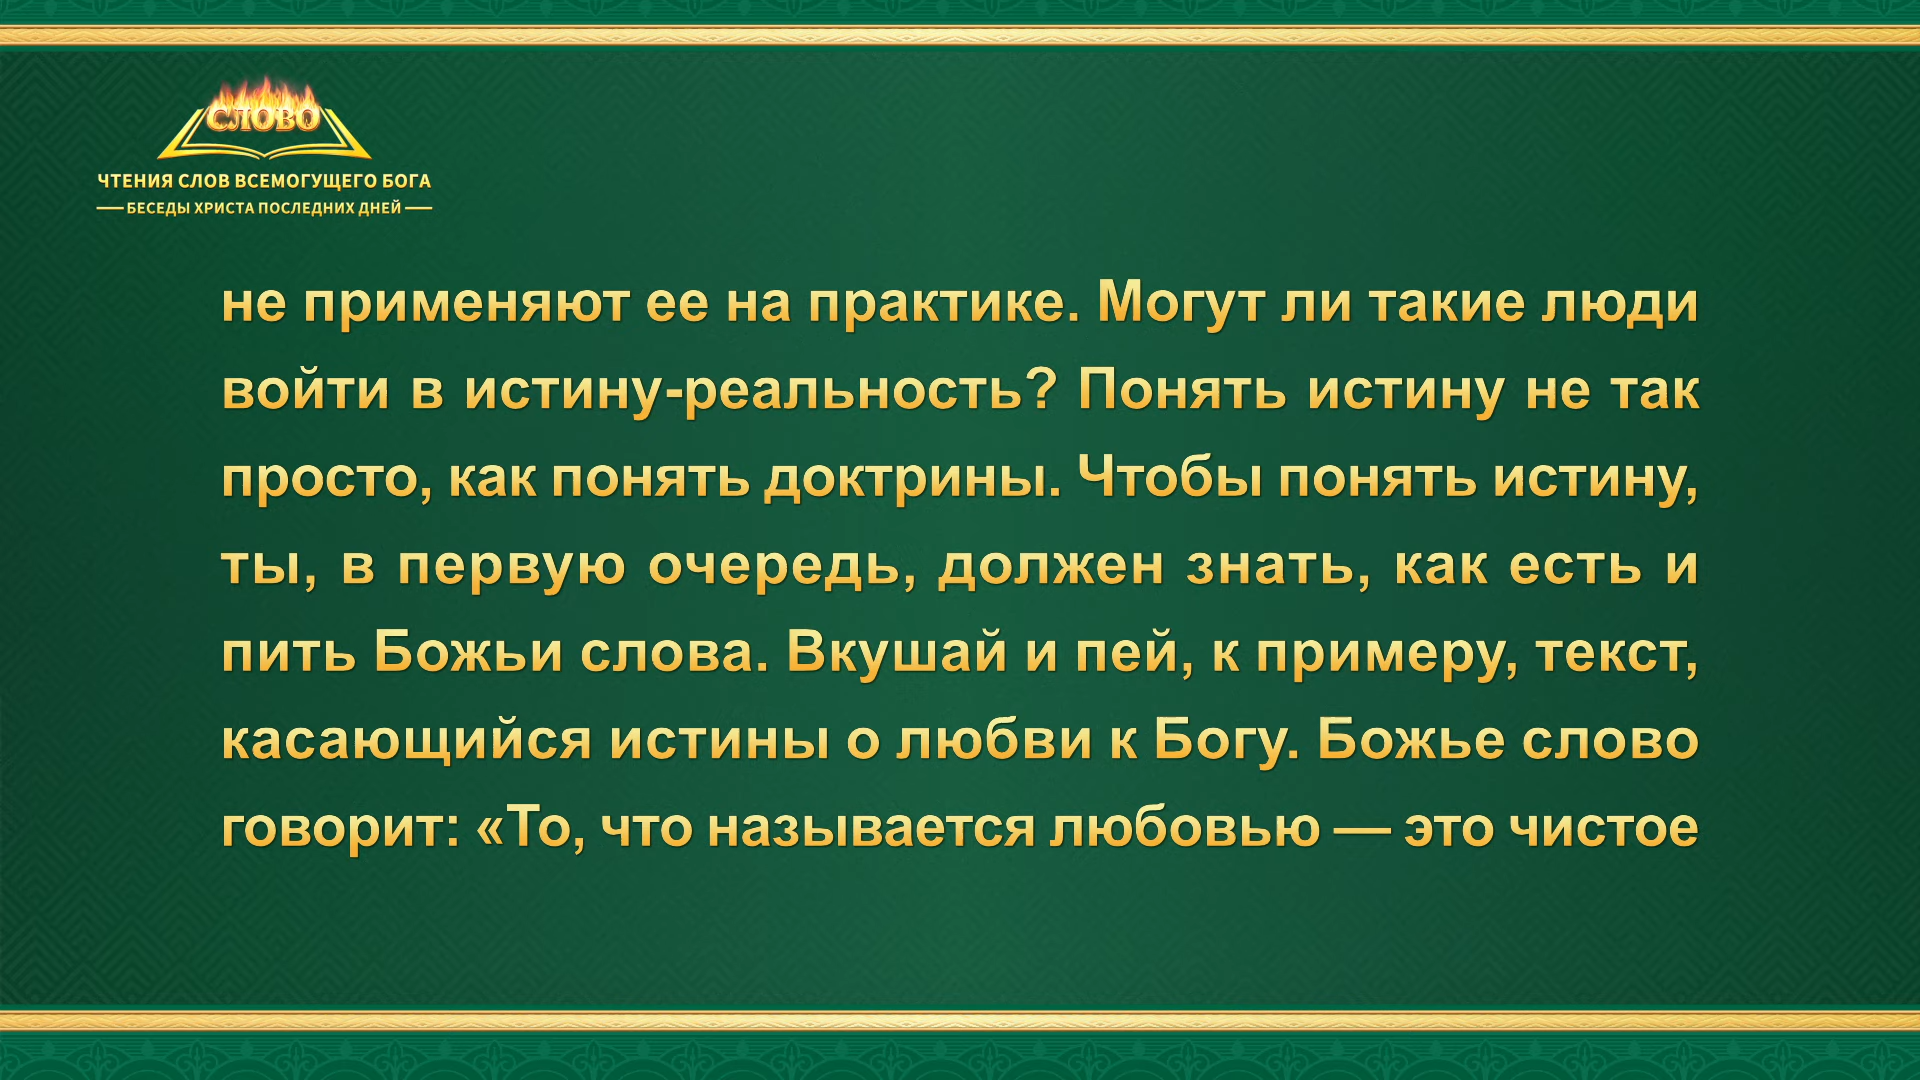 СЛОВО
ЧТЕНИЯ СЛОВ ВСЕМОГУЩЕГО БОГА
БЕСЕДЫ ХРИСТА ПОСЛЕДНИХ ДНЕЙ
не применяют ее на практике. Могут ли такие люди
войти в истину-реальность? Понять истину не так
просто, как понять доктрины. Чтобы понять истину,
ты, в первую очередь, должен знать, как есть и
пить Божьи слова. Вкушай и пей, к примеру, текст,
касающийся истины о любви к Богу. Божье слово
говорит: «То, что называется любовью — это чистое